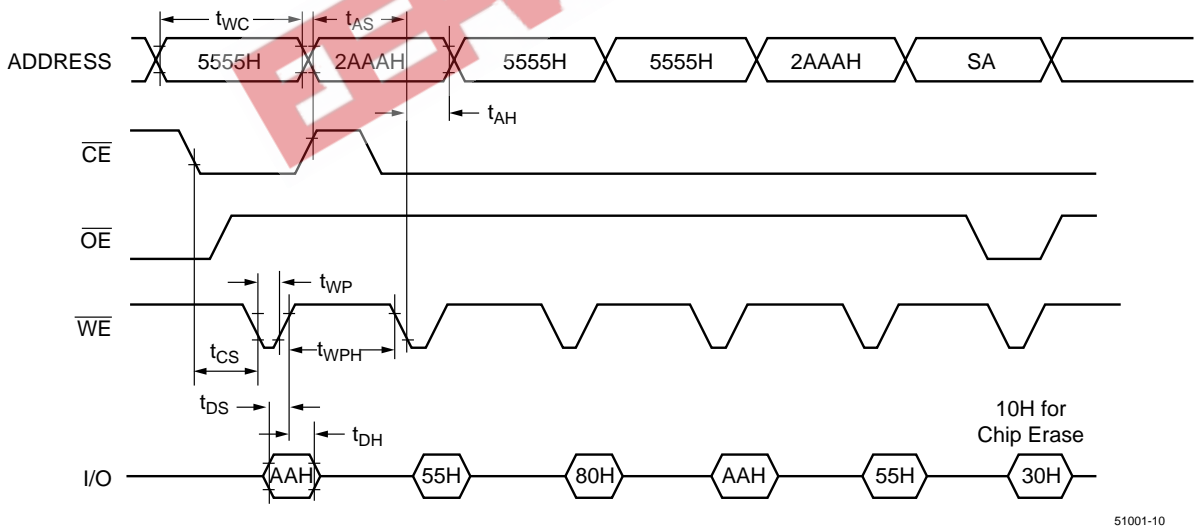 tWC
tAS
ADDRESS
5555H
2AAAH
5555H
5555H
2AAAH
SA
tAH
CE
OE
tWP
WE
tCS
tWPH
tDS
10H for
Chip Erase
tDH
I/O
AAH
55H
80H
AAH
55H
30H
51001-10